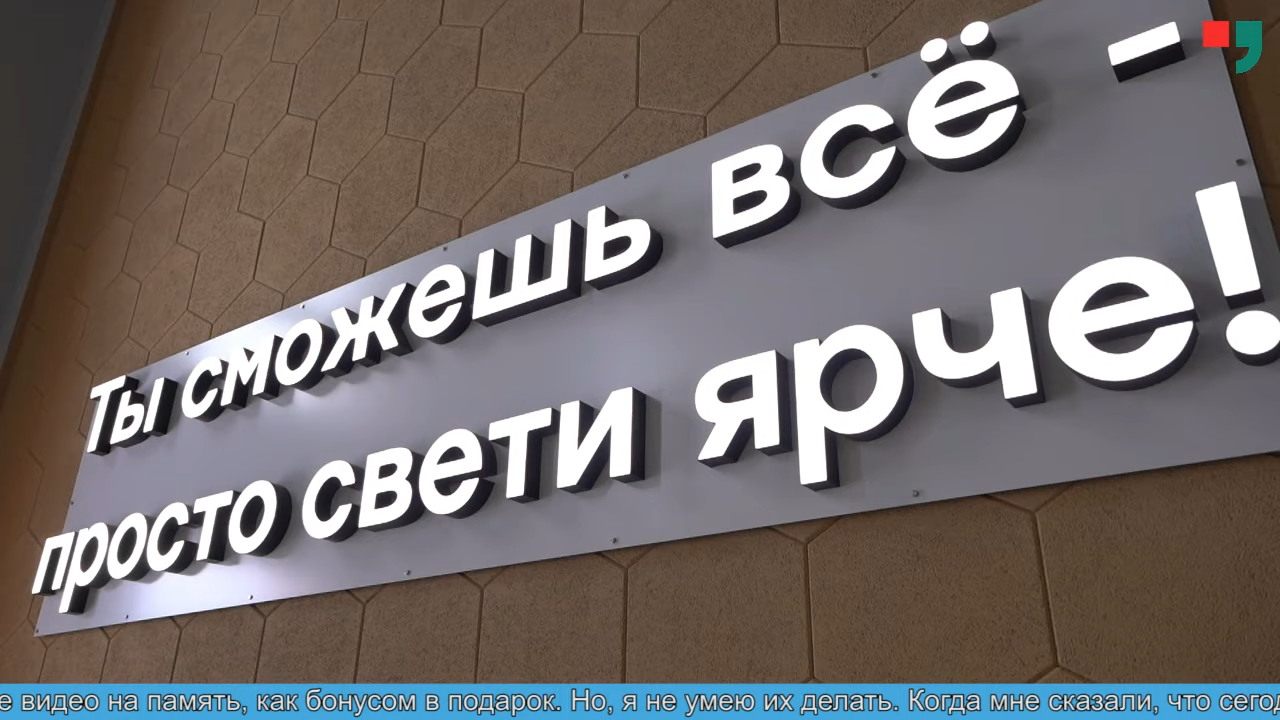 Ты сможешь всё -
просто свети ярче!
видео на память, как бонусом в подарок. Но, я не умею их делать. Когда мне сказали, что